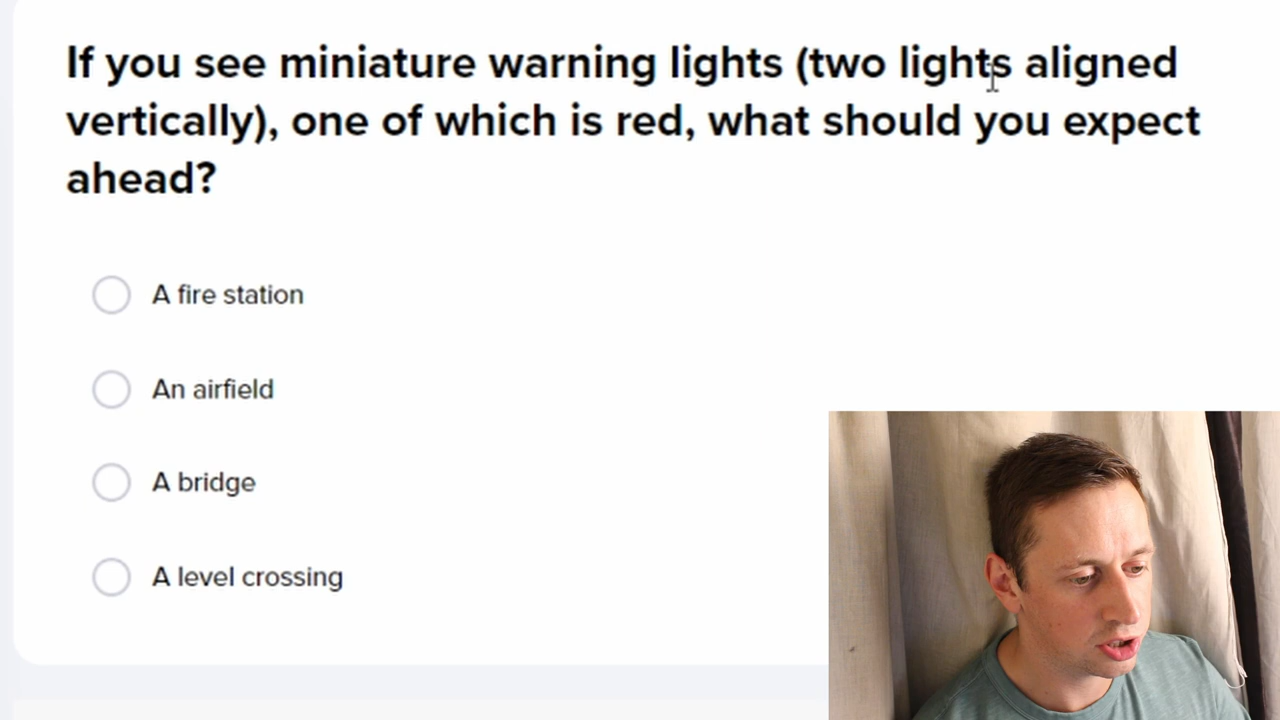 If you see miniature warning lights (two lights aligned
vertically), one of which is red, what should you expect
ahead?
A fire station
An airfield
A bridge
A level crossing